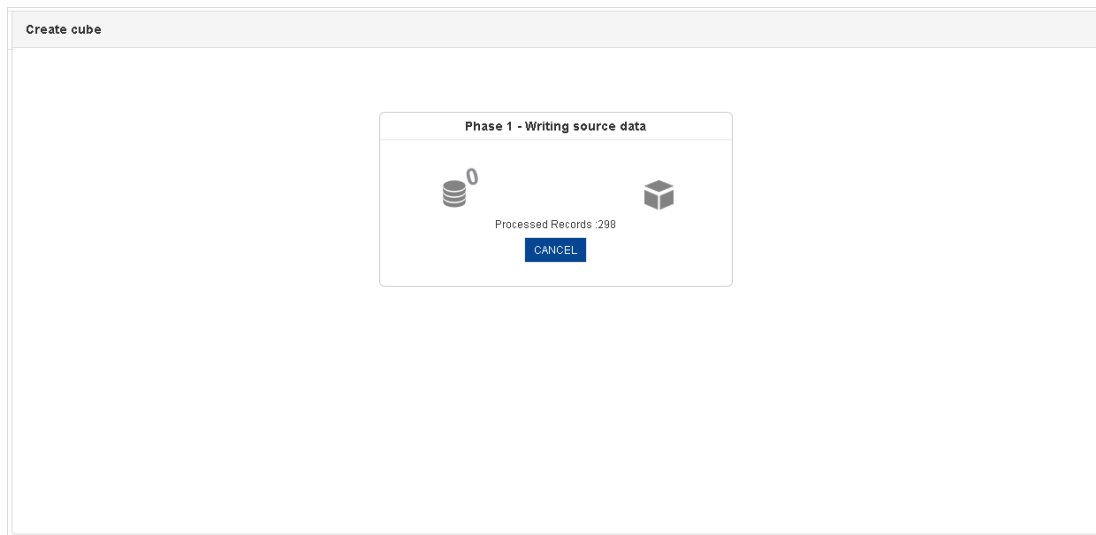 Create cube
Phase 1 - Writing source data
0
Processed Records :298
CANCEL